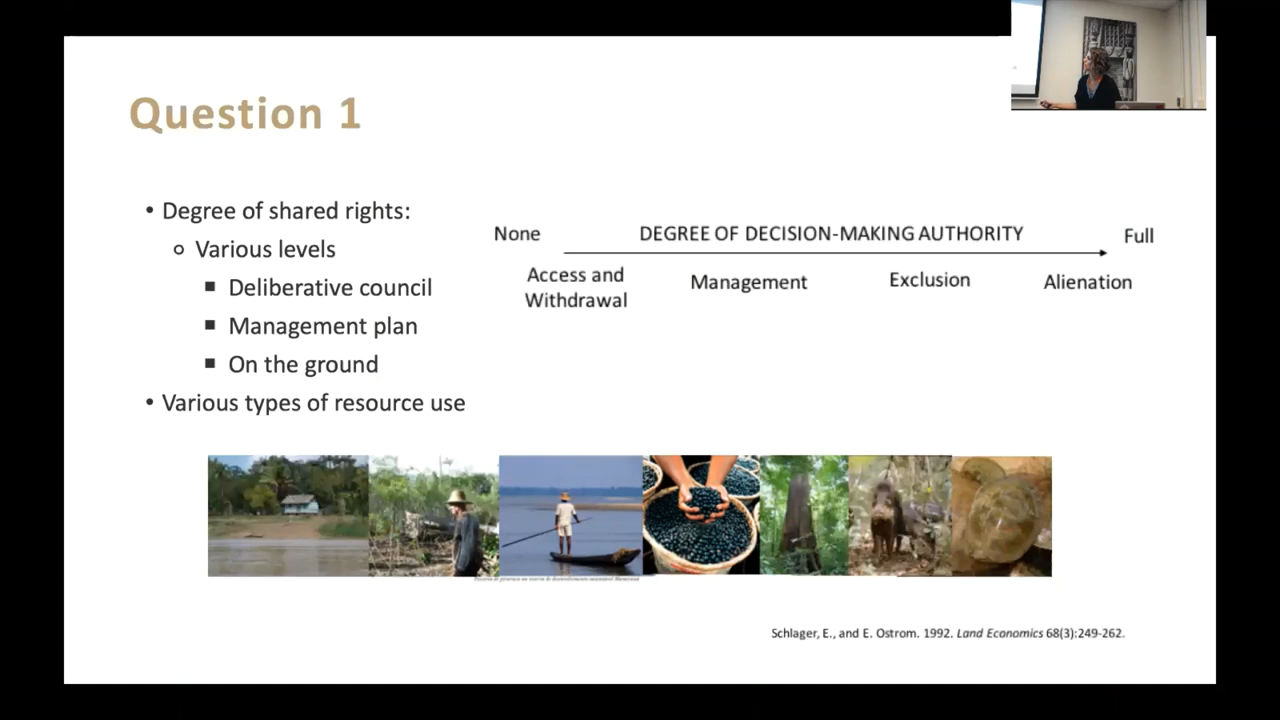 Question 1
• Degree of shared rights:
o Various levels
▪ Deliberative council
▪ Management plan
▪ On the ground
• Various types of resource use
None
DEGREE OF DECISION-MAKING AUTHORITY
Full
Access and
Withdrawal
Management
Exclusion
Alienation
Schlager, E., and E. Ostrom. 1992. Land Economics 68(3):249-262.